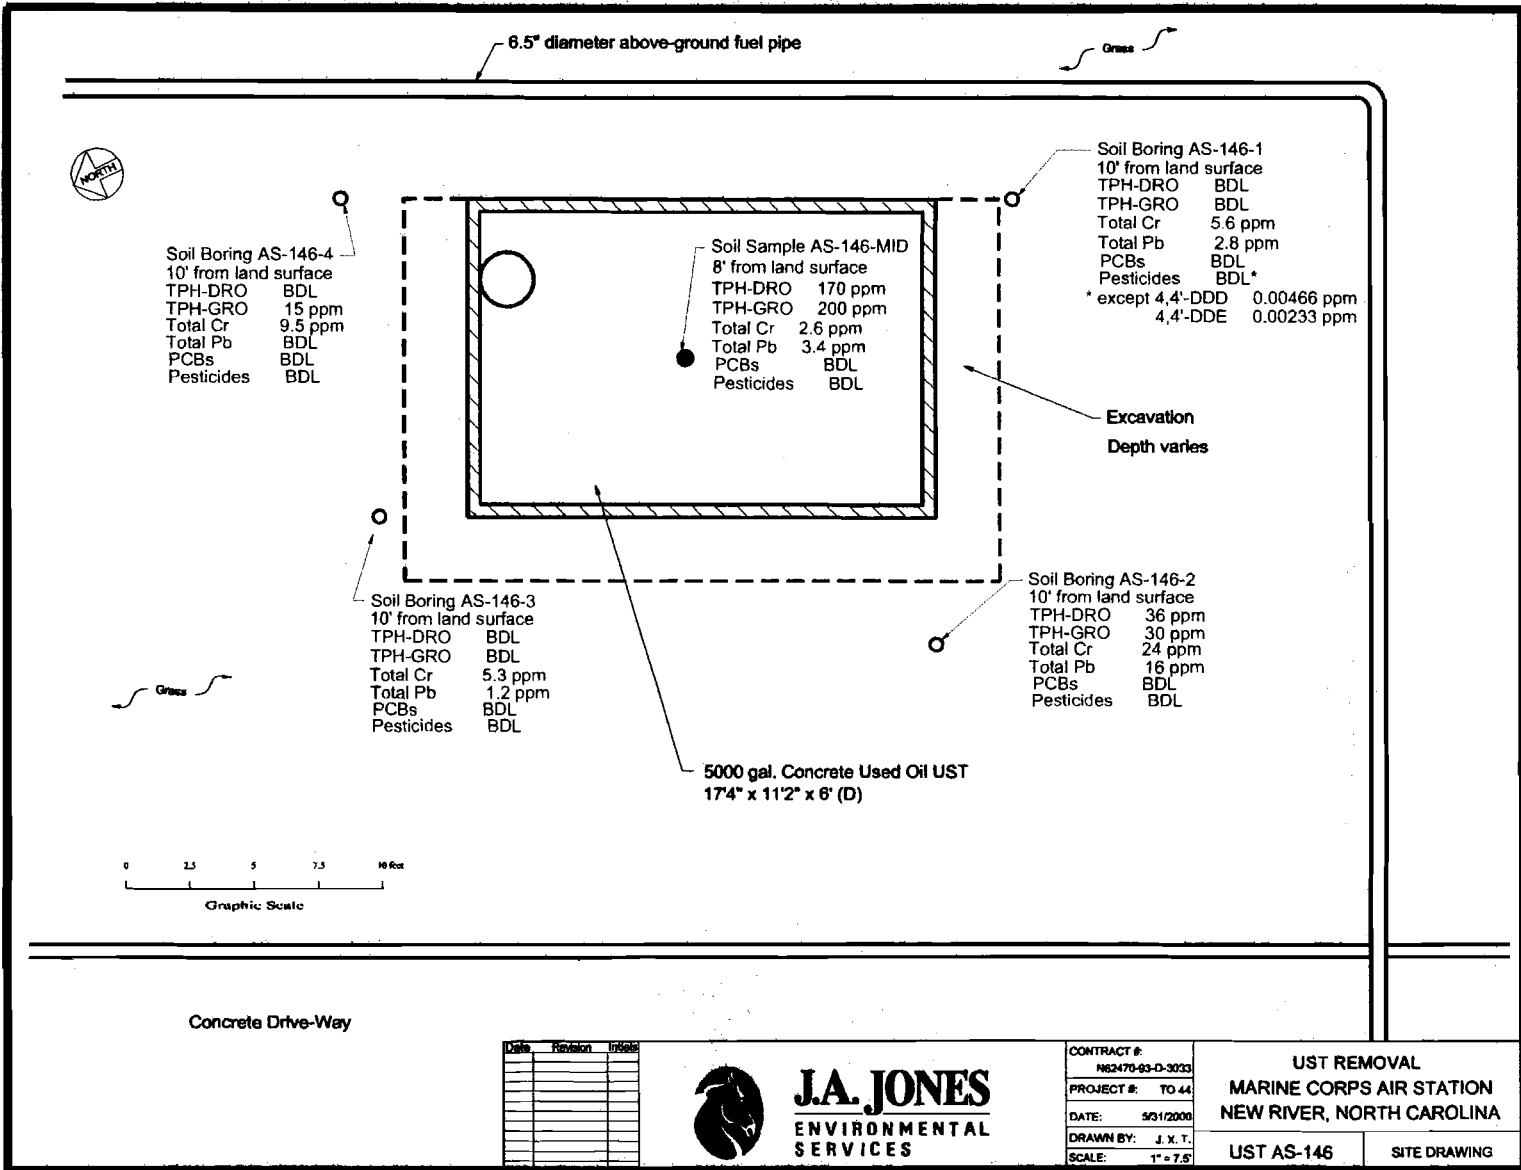 6.5" diameter above-ground fuel pipe
Grass
NORTH
Soil Boring AS-146-1
10' from land surface
TPH-DRO BDL
TPH-GRO BDL
Total Cr 5.6 ppm
Total Pb 2.8 ppm
PCBs BDL
Pesticides BDL*
* except 4,4'-DDD 0.00466 ppm
4,4'-DDE 0.00233 ppm
Soil Boring AS-146-4
10' from land surface
TPH-DRO BDL
TPH-GRO 15 ppm
Total Cr 9.5 ppm
Total Pb BDL
PCBs BDL
Pesticides BDL
Soil Sample AS-146-MID
8' from land surface
TPH-DRO 170 ppm
TPH-GRO 200 ppm
Total Cr 2.6 ppm
Total Pb 3.4 ppm
PCBs BDL
Pesticides BDL
Excavation
Depth varies
Soil Boring AS-146-3
10' from land surface
TPH-DRO BDL
TPH-GRO BDL
Total Cr 5.3 ppm
Total Pb 1.2 ppm
PCBs BDL
Pesticides BDL
Soil Boring AS-146-2
10' from land surface
TPH-DRO 36 ppm
TPH-GRO 30 ppm
Total Cr 24 ppm
Total Pb 16 ppm
PCBs BDL
Pesticides BDL
Grass
5000 gal. Concrete Used Oil UST
17'4" x 11'2" x 6' (D)
0 2.5 5 7.5 10 feet
Graphic Scale
Concrete Drive-Way
Date Revision Initials
J.A. JONES
ENVIRONMENTAL
SERVICES
CONTRACT #:
N62470-93-D-3033
PROJECT #: TO 44
DATE: 5/31/2000
DRAWN BY: J. X. T.
SCALE: 1" = 7.5'
UST REMOVAL
MARINE CORPS AIR STATION
NEW RIVER, NORTH CAROLINA
UST AS-146
SITE DRAWING